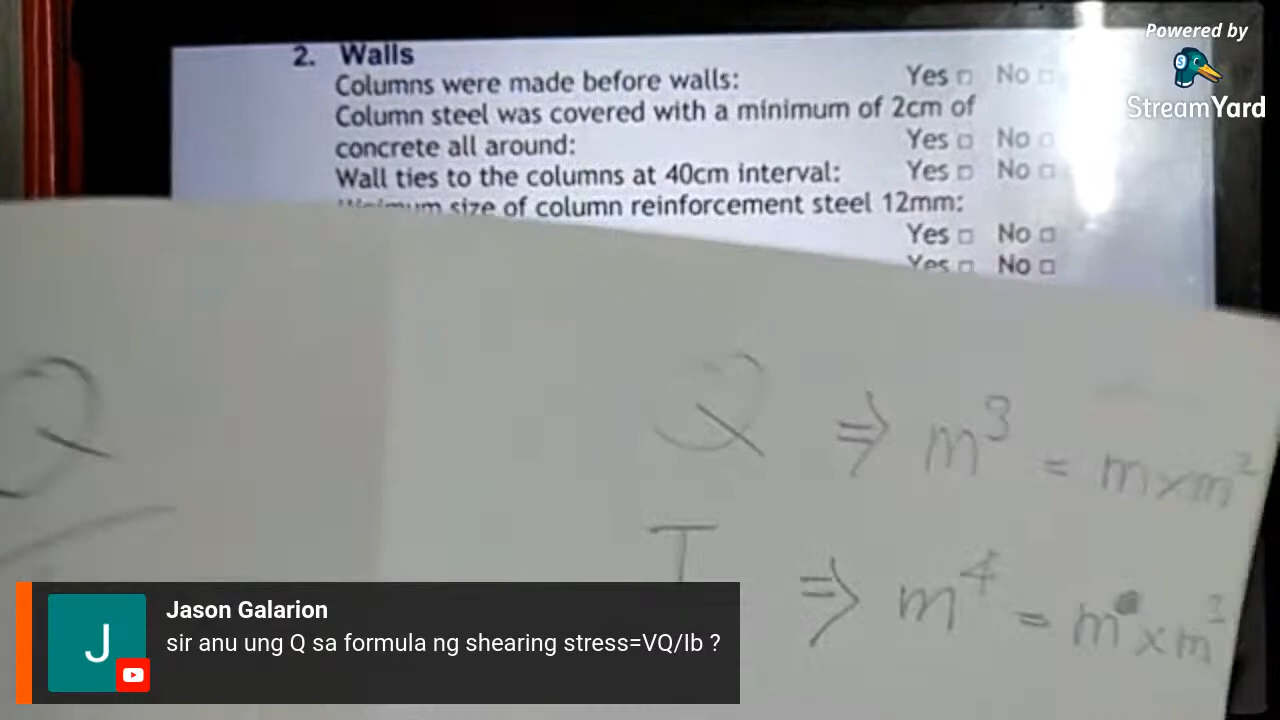 Powered by
StreamYard
2. Walls
Columns were made before walls: Yes □ No □
Column steel was covered with a minimum of 2cm of
concrete all around: Yes □ No □
Wall ties to the columns at 40cm interval: Yes □ No □
size of column reinforcement steel 12mm:
Yes □ No □
Yes □ No □
Q
Q ⇒ m³ = m×m²
I ⇒ m⁴ =
Jason Galarion
sir anu ung Q sa formula ng shearing stress=VQ/Ib ?